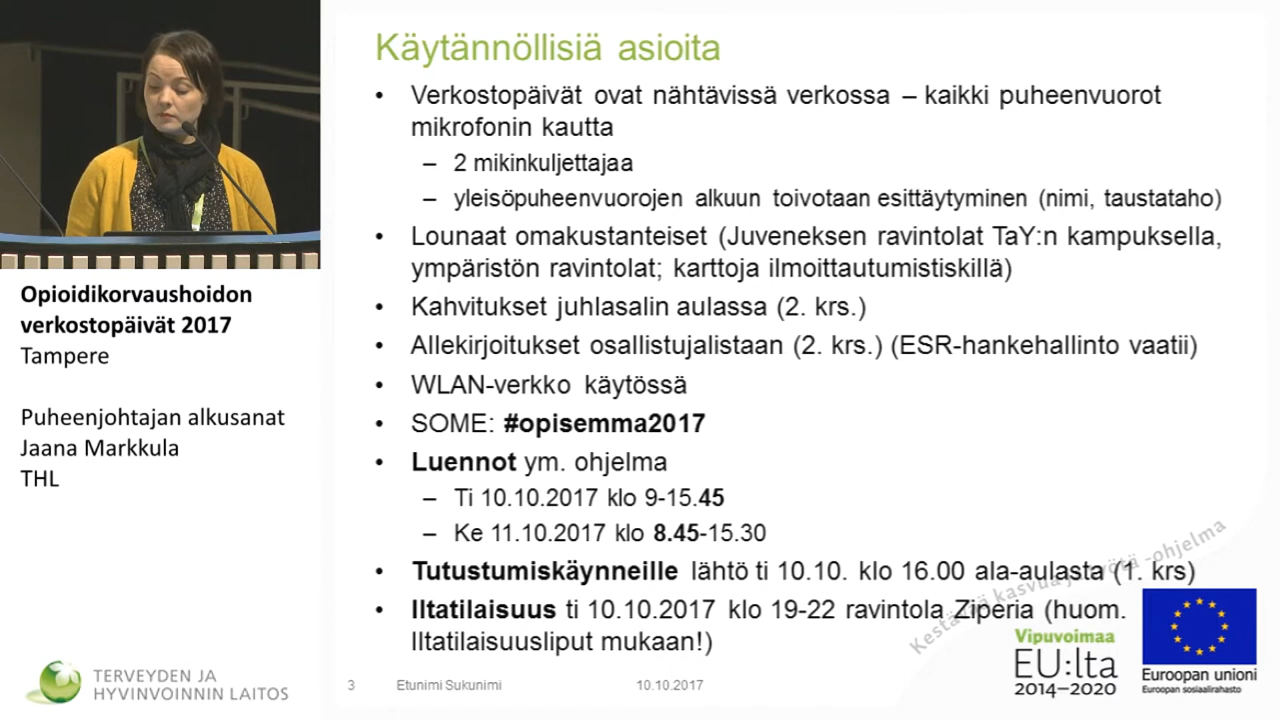 Käytännöllisiä asioita
• Verkostopäivät ovat nähtävissä verkossa – kaikki puheenvuorot
mikrofonin kautta
– 2 mikinkuljettajaa
– yleisöpuheenvuorojen alkuun toivotaan esittäytyminen (nimi, taustataho)
• Lounaat omakustanteiset (Juveneksen ravintolat TaY:n kampuksella,
ympäristön ravintolat; karttoja ilmoittautumistiskillä)
• Kahvitukset juhlasalin aulassa (2. krs.)
• Allekirjoitukset osallistujalistaan (2. krs.) (ESR-hankehallinto vaatii)
• WLAN-verkko käytössä
• SOME: #opisemma2017
• Luennot ym. ohjelma
– Ti 10.10.2017 klo 9-15.45
– Ke 11.10.2017 klo 8.45-15.30
• Tutustumiskäynneille lähtö ti 10.10. klo 16.00 ala-aulasta (1. krs)
• Iltatilaisuus ti 10.10.2017 klo 19-22 ravintola Ziperia (huom.
Iltatilaisuusliput mukaan!)
Opioidikorvaushoidon
verkostopäivät 2017
Tampere
Puheenjohtajan alkusanat
Jaana Markkula
THL
TERVEYDEN JA
HYVINVOINNIN LAITOS
3 Etunimi Sukunimi 10.10.2017
Kestävää kasvua ja työtä -ohjelma
Vipuvoimaa
EU:lta
2014–2020
Euroopan unioni
Euroopan sosiaalirahasto